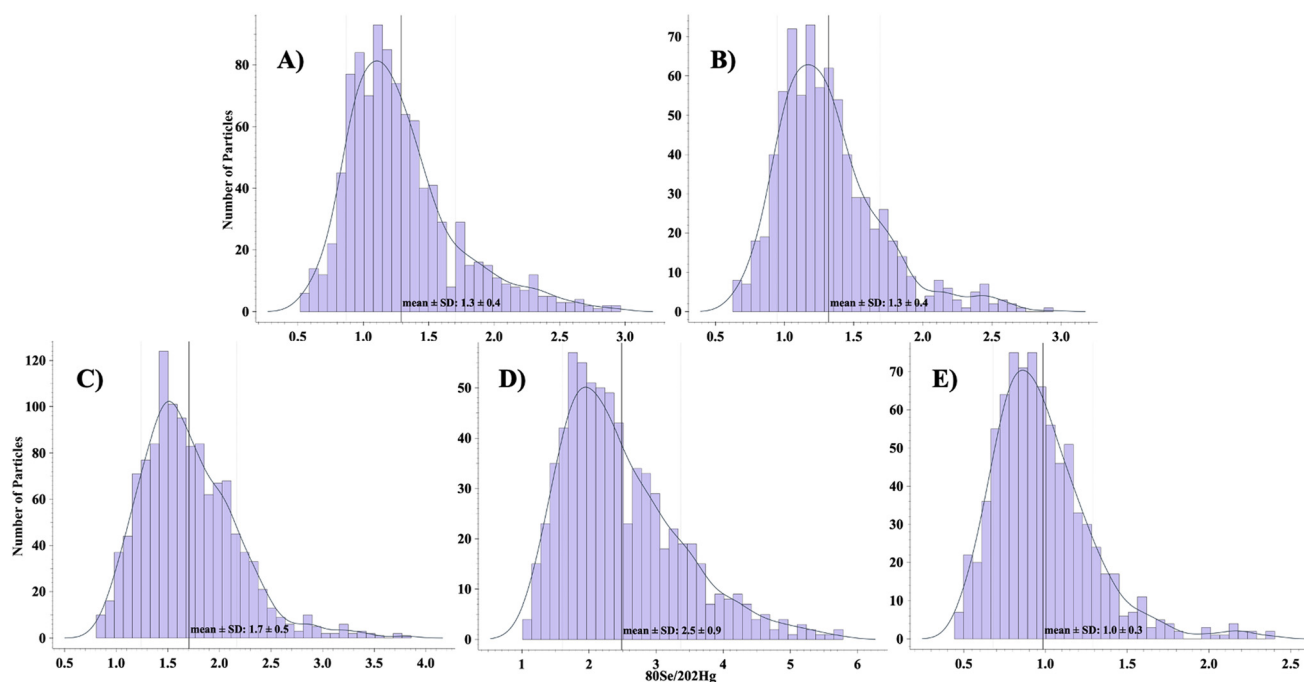 A)
B)
Number of Particles
80
60
40
20
0
mean ± SD: 1.3 ± 0.4
0.5 1.0 1.5 2.0 2.5 3.0
70
60
50
40
30
20
10
0
mean ± SD: 1.3 ± 0.4
0.5 1.0 1.5 2.0 2.5 3.0
C)
D)
E)
Number of Particles
120
100
80
60
40
20
0
mean ± SD: 1.7 ± 0.5
0.5 1.0 1.5 2.0 2.5 3.0 3.5 4.0
50
40
30
20
10
0
mean ± SD: 2.5 ± 0.9
1 2 3 4 5 6
70
60
50
40
30
20
10
0
mean ± SD: 1.0 ± 0.3
0.5 1.0 1.5 2.0 2.5
80Se/202Hg